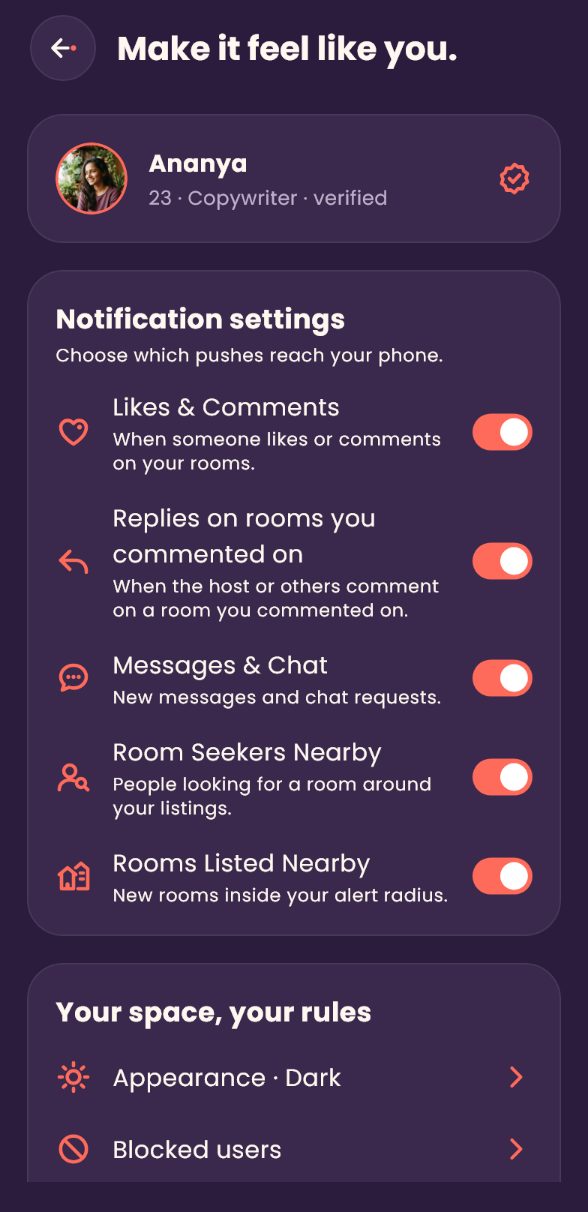 Make it feel like you.
Ananya
23 · Copywriter · verified
Notification settings
Choose which pushes reach your phone.
Likes & Comments
When someone likes or comments
on your rooms.
Replies on rooms you
commented on
When the host or others comment
on a room you commented on.
Messages & Chat
New messages and chat requests.
Room Seekers Nearby
People looking for a room around
your listings.
Rooms Listed Nearby
New rooms inside your alert radius.
Your space, your rules
Appearance · Dark
Blocked users